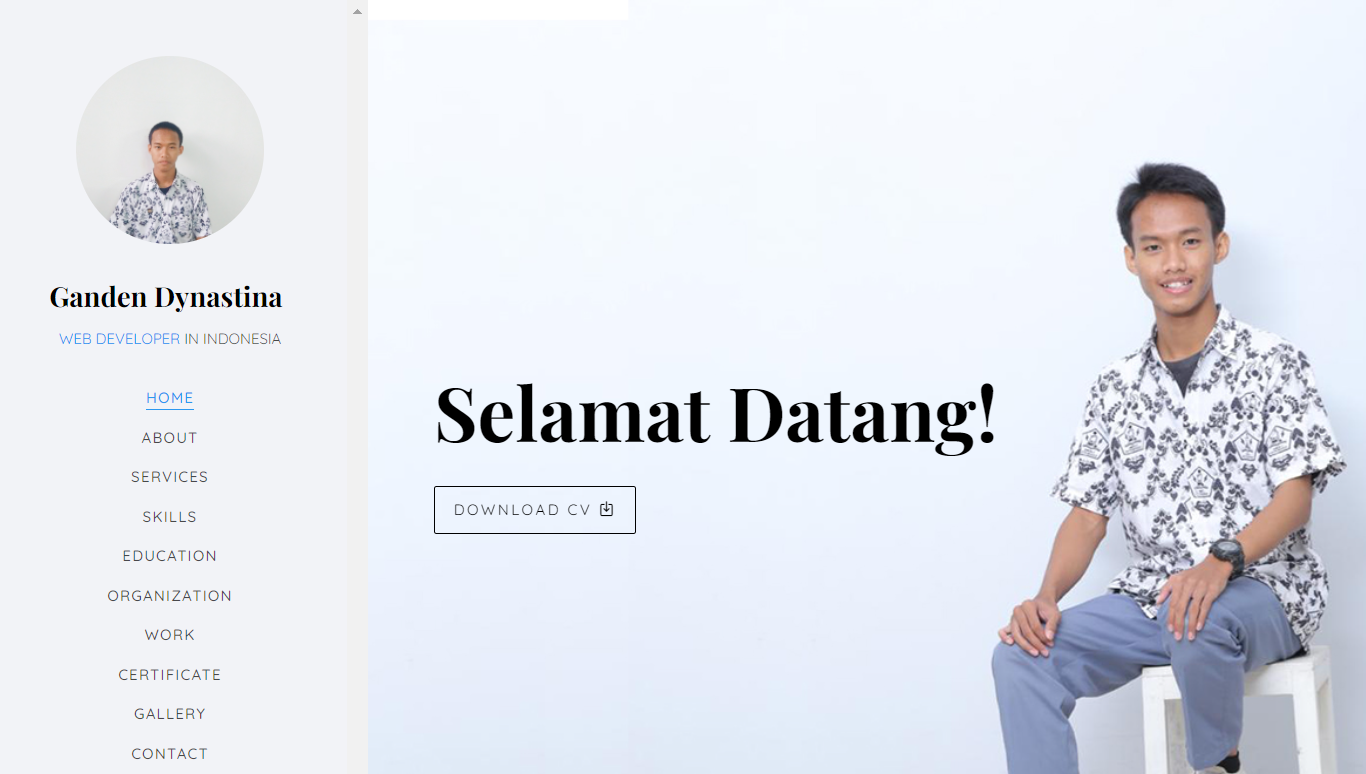 Ganden Dynastina
WEB DEVELOPER IN INDONESIA
HOME
ABOUT
SERVICES
SKILLS
EDUCATION
ORGANIZATION
WORK
CERTIFICATE
GALLERY
CONTACT
Selamat Datang!
DOWNLOAD CV